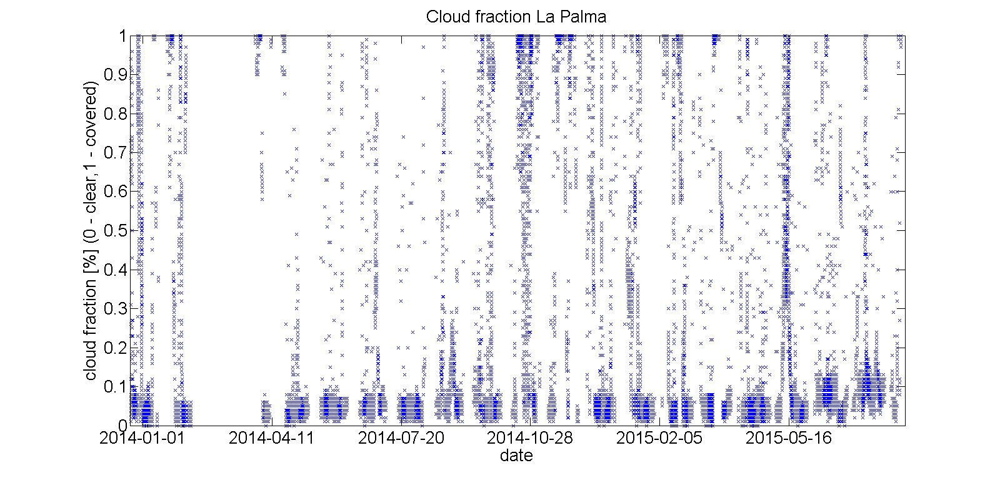 Cloud fraction La Palma
cloud fraction [%] (0 - clear, 1 - covered)
1
0.9
0.8
0.7
0.6
0.5
0.4
0.3
0.2
0.1
0
2014-01-01 2014-04-11 2014-07-20 2014-10-28 2015-02-05 2015-05-16
date